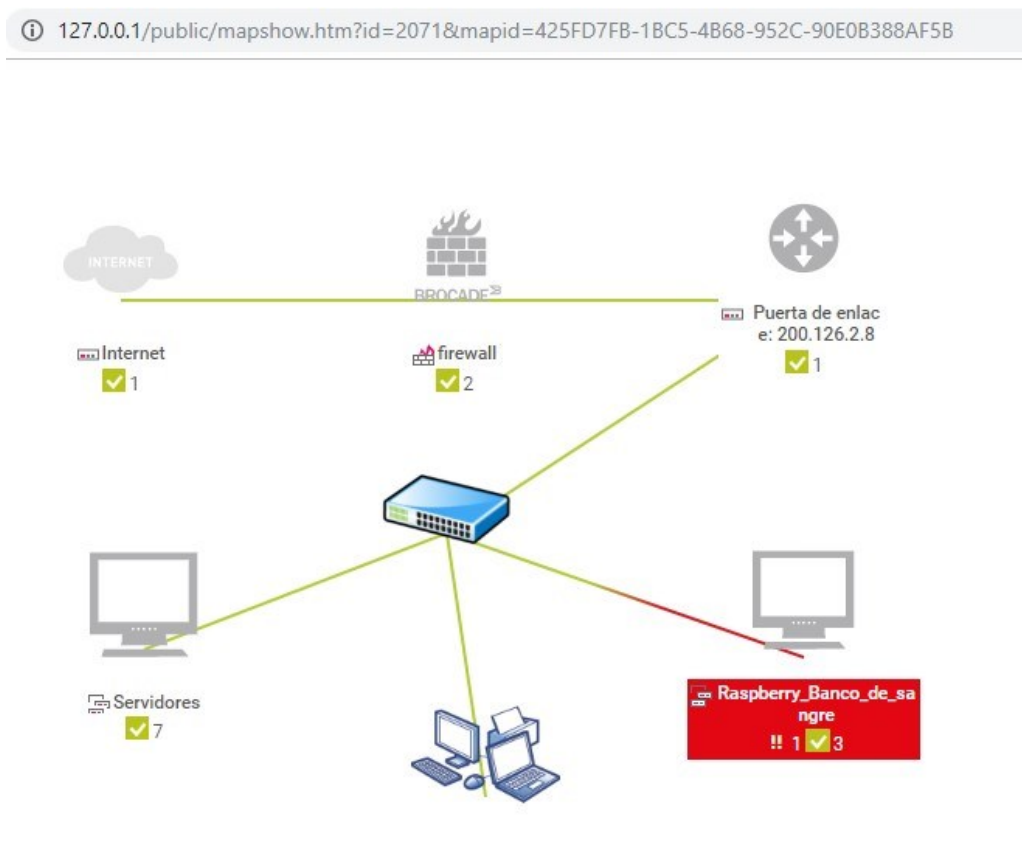 127.0.0.1/public/mapshow.htm?id=2071&mapid=425FD7FB-1BC5-4B68-952C-90E0B388AF5B
INTERNET
BROCADE
Puerta de enlac
e: 200.126.2.8
1
Internet
1
firewall
2
Servidores
7
Raspberry_Banco_de_sa
ngre
!! 1 3